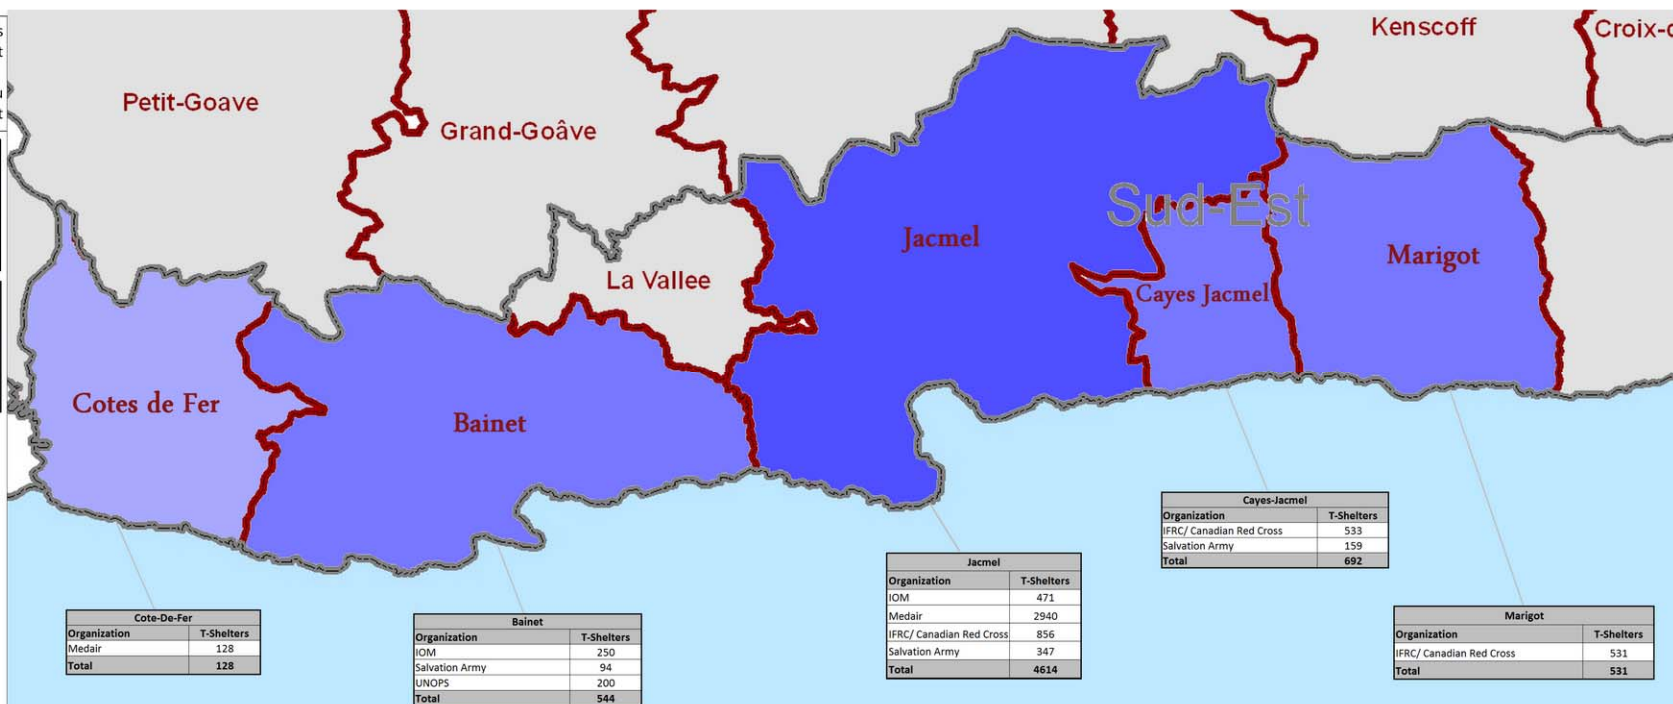 s
t
u
t
Petit-Goave
Grand-Goâve
Kenscoff
Croix-d
Sud-Est
Jacmel
Marigot
La Vallee
Cayes Jacmel
Cotes de Fer
Bainet
Cote-De-Fer
Organization T-Shelters
Medair 128
Total 128
Bainet
Organization T-Shelters
IOM 250
Salvation Army 94
UNOPS 200
Total 544
Jacmel
Organization T-Shelters
IOM 471
Medair 2940
IFRC/ Canadian Red Cross 856
Salvation Army 347
Total 4614
Cayes-Jacmel
Organization T-Shelters
IFRC/ Canadian Red Cross 533
Salvation Army 159
Total 692
Marigot
Organization T-Shelters
IFRC/ Canadian Red Cross 531
Total 531